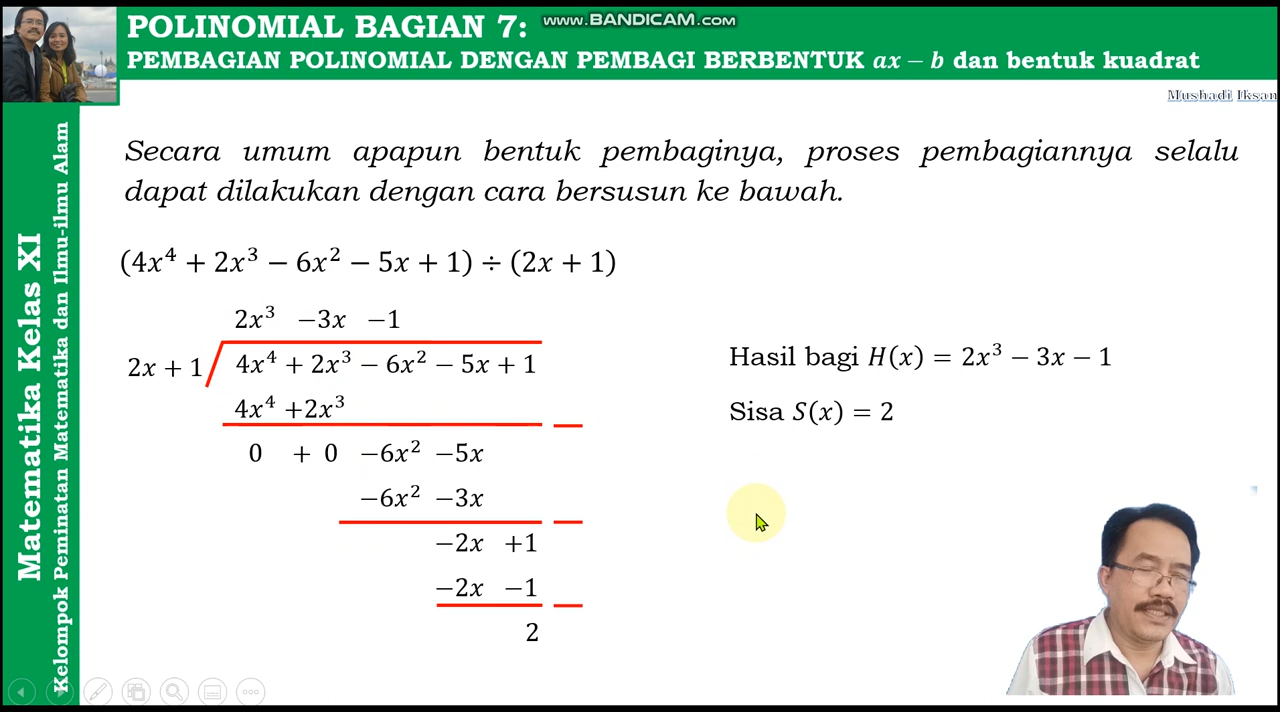 www.BANDICAM.com
POLINOMIAL BAGIAN 7:
PEMBAGIAN POLINOMIAL DENGAN PEMBAGI BERBENTUK ax − b dan bentuk kuadrat
Mushadi Iksan
Matematika Kelas XI
Kelompok Peminatan Matematika dan Ilmu-ilmu Alam
Secara umum apapun bentuk pembaginya, proses pembagiannya selalu
dapat dilakukan dengan cara bersusun ke bawah.
(4x⁴ + 2x³ − 6x² − 5x + 1) ÷ (2x + 1)
2x³ −3x −1
2x + 1 4x⁴ + 2x³ − 6x² − 5x + 1
4x⁴ +2x³
0 + 0 −6x² −5x
−6x² −3x
−2x +1
−2x −1
2
Hasil bagi H(x) = 2x³ − 3x − 1
Sisa S(x) = 2